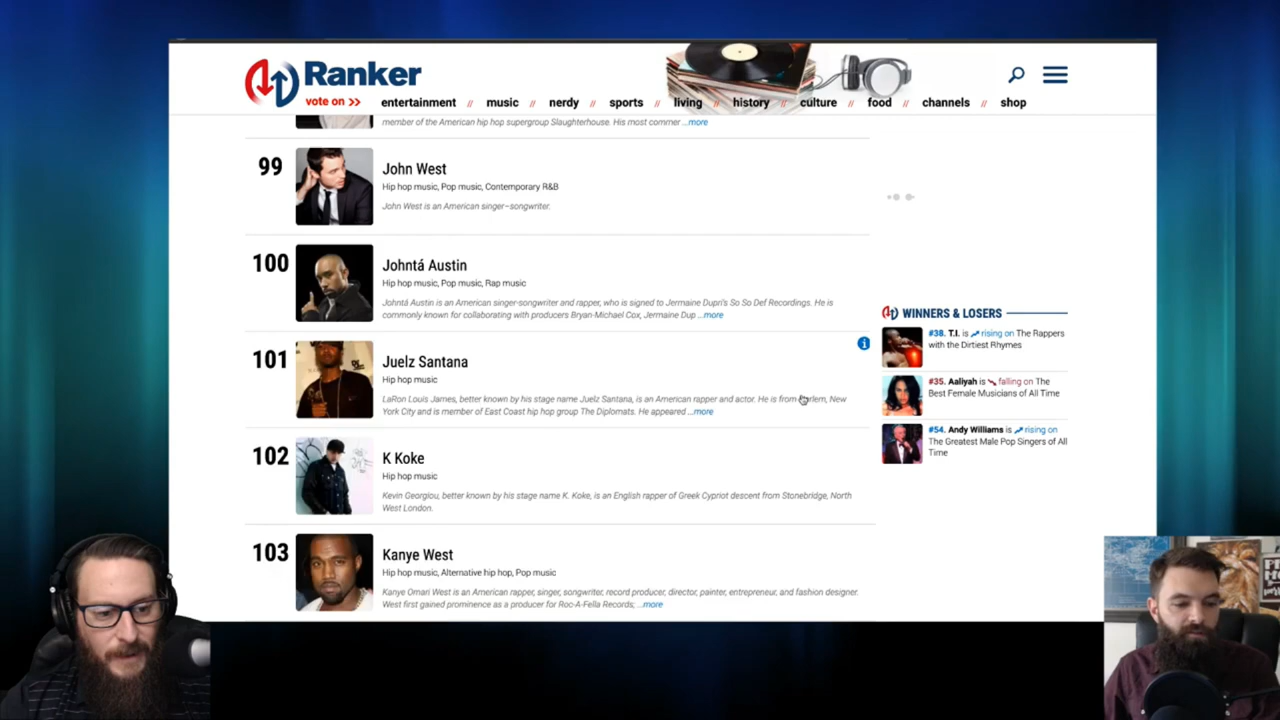 Ranker
vote on >> entertainment // music // nerdy // sports // living // history // culture // food // channels // shop
member of the American hip hop supergroup Slaughterhouse. His most commer ...more
99
John West
Hip hop music, Pop music, Contemporary R&B
John West is an American singer–songwriter.
100
Johntá Austin
Hip hop music, Pop music, Rap music
Johntá Austin is an American singer-songwriter and rapper, who is signed to Jermaine Dupri's So So Def Recordings. He is
commonly known for collaborating with producers Bryan-Michael Cox, Jermaine Dup ...more
101
Juelz Santana
Hip hop music
LaRon Louis James, better known by his stage name Juelz Santana, is an American rapper and actor. He is from Harlem, New
York City and is member of East Coast hip hop group The Diplomats. He appeared ...more
102
K Koke
Hip hop music
Kevin Georgiou, better known by his stage name K. Koke, is an English rapper of Greek Cypriot descent from Stonebridge, North
West London.
103
Kanye West
Hip hop music, Alternative hip hop, Pop music
Kanye Omari West is an American rapper, singer, songwriter, record producer, director, painter, entrepreneur, and fashion designer.
West first gained prominence as a producer for Roc-A-Fella Records; ...more
WINNERS & LOSERS
#38. T.I. is rising on The Rappers
with the Dirtiest Rhymes
#35. Aaliyah is falling on The
Best Female Musicians of All Time
#54. Andy Williams is rising on
The Greatest Male Pop Singers of All
Time